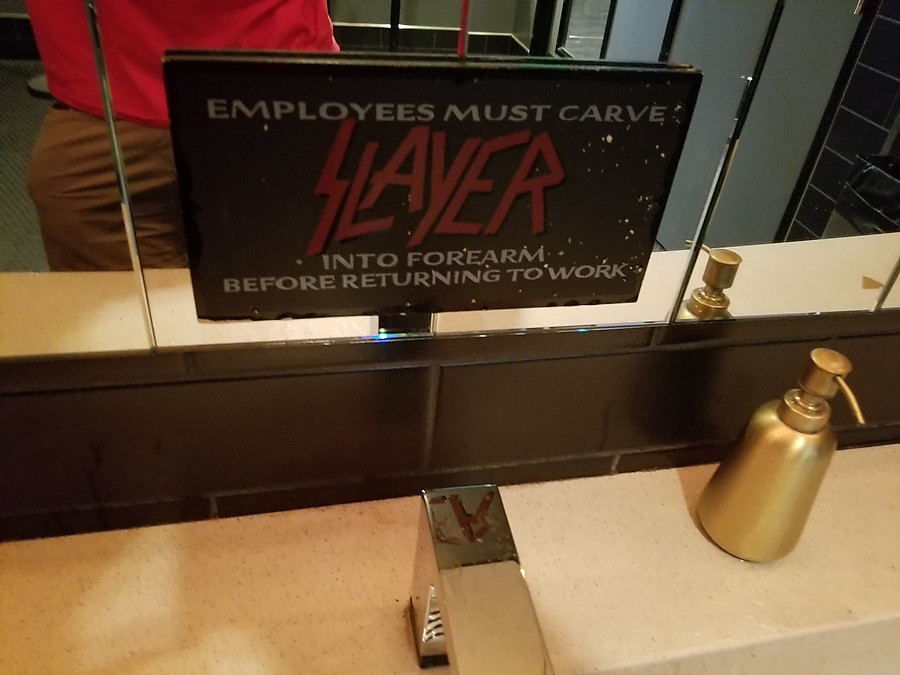 EMPLOYEES MUST CARVE
SLAYER
INTO FOREARM
BEFORE RETURNING TO WORK